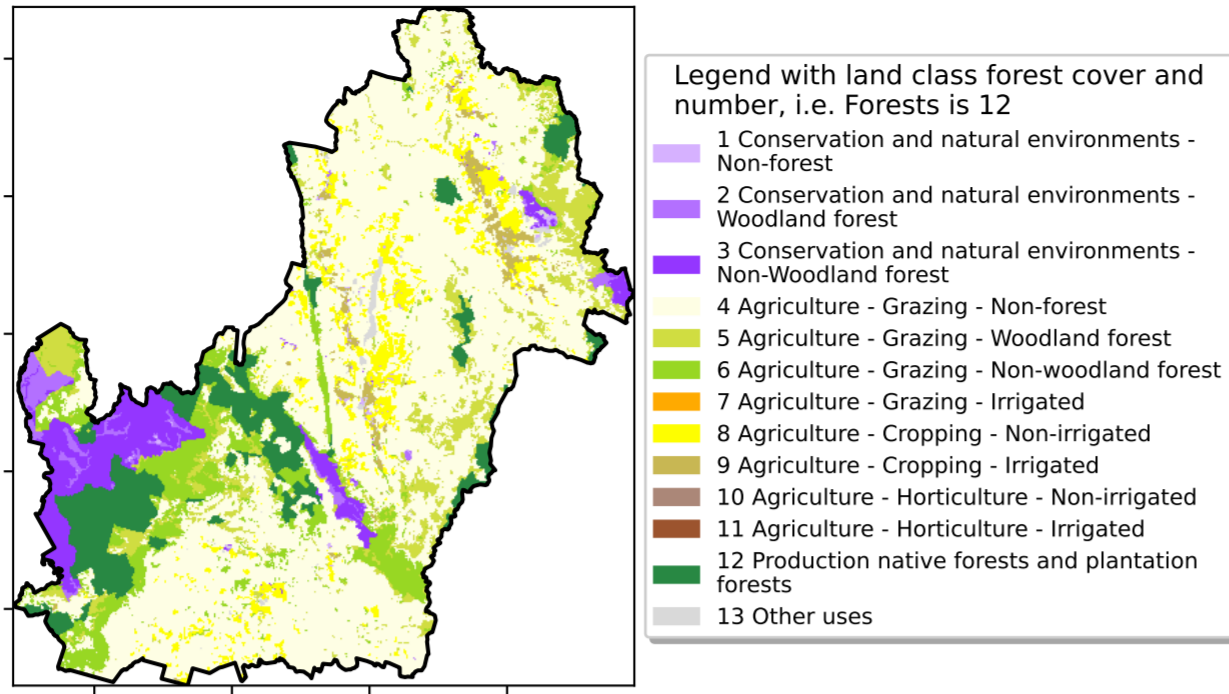 Legend with land class forest cover and
number, i.e. Forests is 12
1 Conservation and natural environments -
Non-forest
2 Conservation and natural environments -
Woodland forest
3 Conservation and natural environments -
Non-Woodland forest
4 Agriculture - Grazing - Non-forest
5 Agriculture - Grazing - Woodland forest
6 Agriculture - Grazing - Non-woodland forest
7 Agriculture - Grazing - Irrigated
8 Agriculture - Cropping - Non-irrigated
9 Agriculture - Cropping - Irrigated
10 Agriculture - Horticulture - Non-irrigated
11 Agriculture - Horticulture - Irrigated
12 Production native forests and plantation
forests
13 Other uses